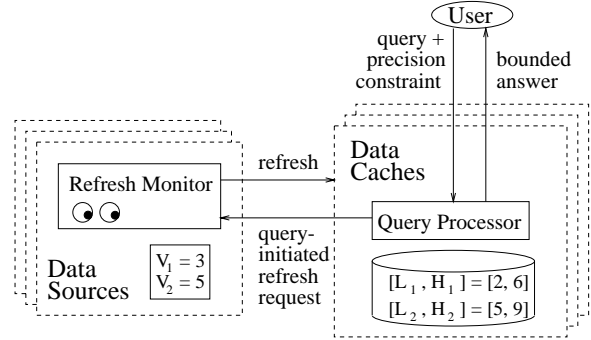 User
query +
precision
constraint
bounded
answer
Data
Caches
refresh
Refresh Monitor
Query Processor
query-
initiated
refresh
request
Data
Sources
V1 = 3
V2 = 5
[L1 , H1 ] = [2, 6]
[L2 , H2 ] = [5, 9]